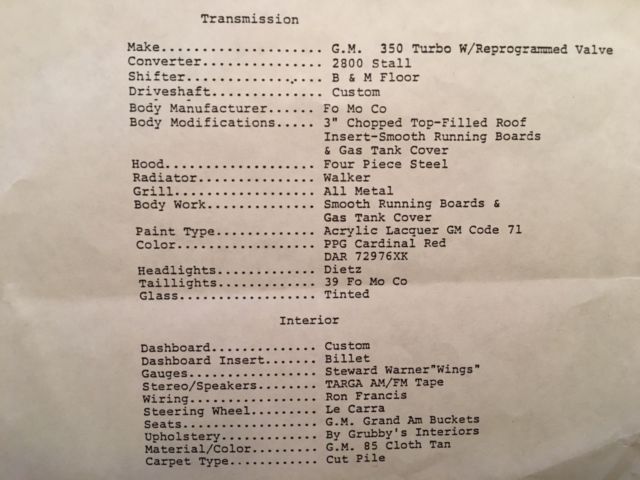 Transmission
Make.................... G.M.  350 Turbo W/Reprogrammed Valve
Converter............... 2800 Stall
Shifter................. B & M Floor
Driveshaft.............. Custom
Body Manufacturer...... Fo Mo Co
Body Modifications..... 3" Chopped Top-Filled Roof
Insert-Smooth Running Boards
& Gas Tank Cover
Hood................... Four Piece Steel
Radiator............... Walker
Grill.................. All Metal
Body Work.............. Smooth Running Boards &
Gas Tank Cover
Paint Type............. Acrylic Lacquer GM Code 71
Color.................. PPG Cardinal Red
DAR 72976XK
Headlights............. Dietz
Taillights............. 39 Fo Mo Co
Glass.................. Tinted
Interior
Dashboard.............. Custom
Dashboard Insert....... Billet
Gauges................. Steward Warner"Wings"
Stereo/Speakers........ TARGA AM/FM Tape
Wiring................. Ron Francis
Steering Wheel......... Le Carra
Seats.................. G.M. Grand Am Buckets
Upholstery............. By Grubby's Interiors
Material/Color......... G.M. 85 Cloth Tan
Carpet Type............ Cut Pile